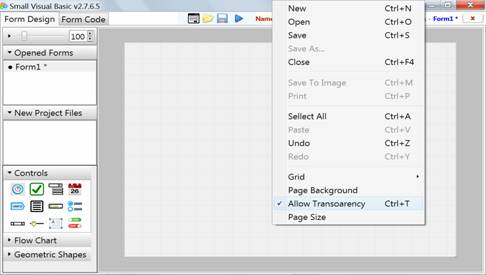 Small Visual Basic v2.7.6.5
Form Design
Form Code
Name
Form1 *
100
Opened Forms
Form1 *
New Project Files
Controls
26
Flow Chart
Geometric Shapes
New Ctrl+N
Open Ctrl+O
Save Ctrl+S
Save As...
Close Ctrl+F4
Save To Image Ctrl+M
Print Ctrl+P
Sellect All Ctrl+A
Paste Ctrl+V
Undo Ctrl+Z
Redo Ctrl+Y
Grid
Page Background
Allow Transoarency Ctrl+T
Page Size